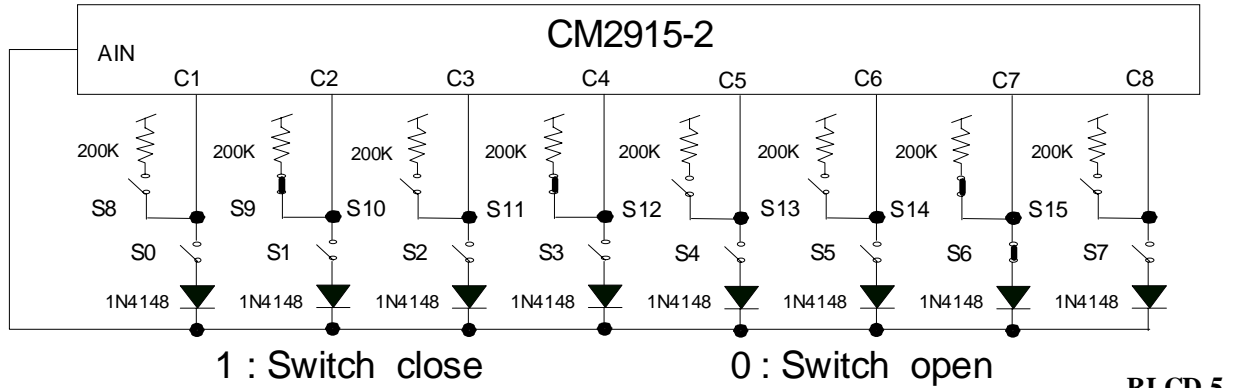 CM2915-2
AIN
C1 C2 C3 C4 C5 C6 C7 C8
200K 200K 200K 200K 200K 200K 200K 200K
S8 S9 S10 S11 S12 S13 S14 S15
S0 S1 S2 S3 S4 S5 S6 S7
1N4148 1N4148 1N4148 1N4148 1N4148 1N4148 1N4148 1N4148
1 : Switch close 0 : Switch open